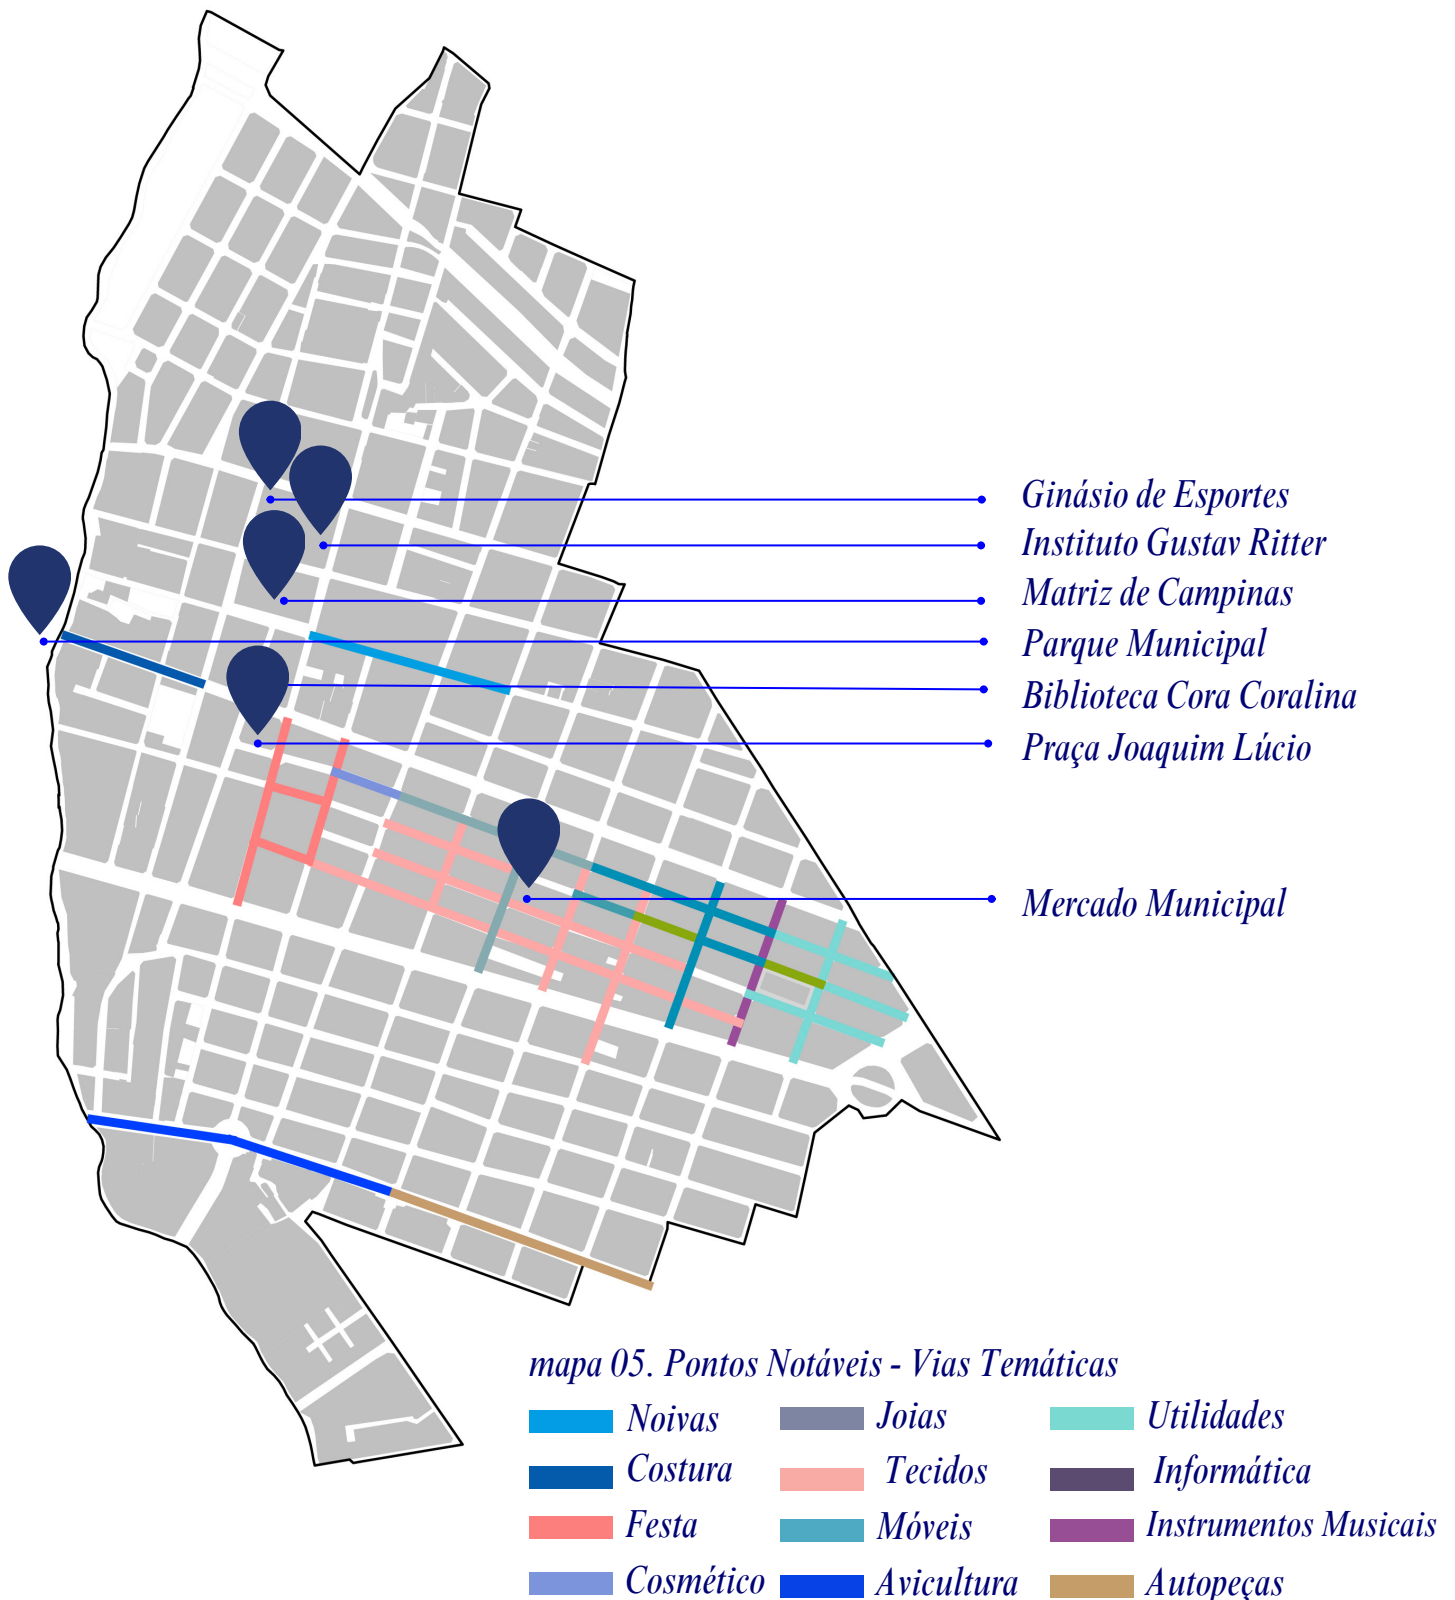 Ginásio de Esportes
Instituto Gustav Ritter
Matriz de Campinas
Parque Municipal
Biblioteca Cora Coralina
Praça Joaquim Lúcio
Mercado Municipal
mapa 05. Pontos Notáveis - Vias Temáticas
Noivas Joias Utilidades
Costura Tecidos Informática
Festa Móveis Instrumentos Musicais
Cosmético Avicultura Autopeças